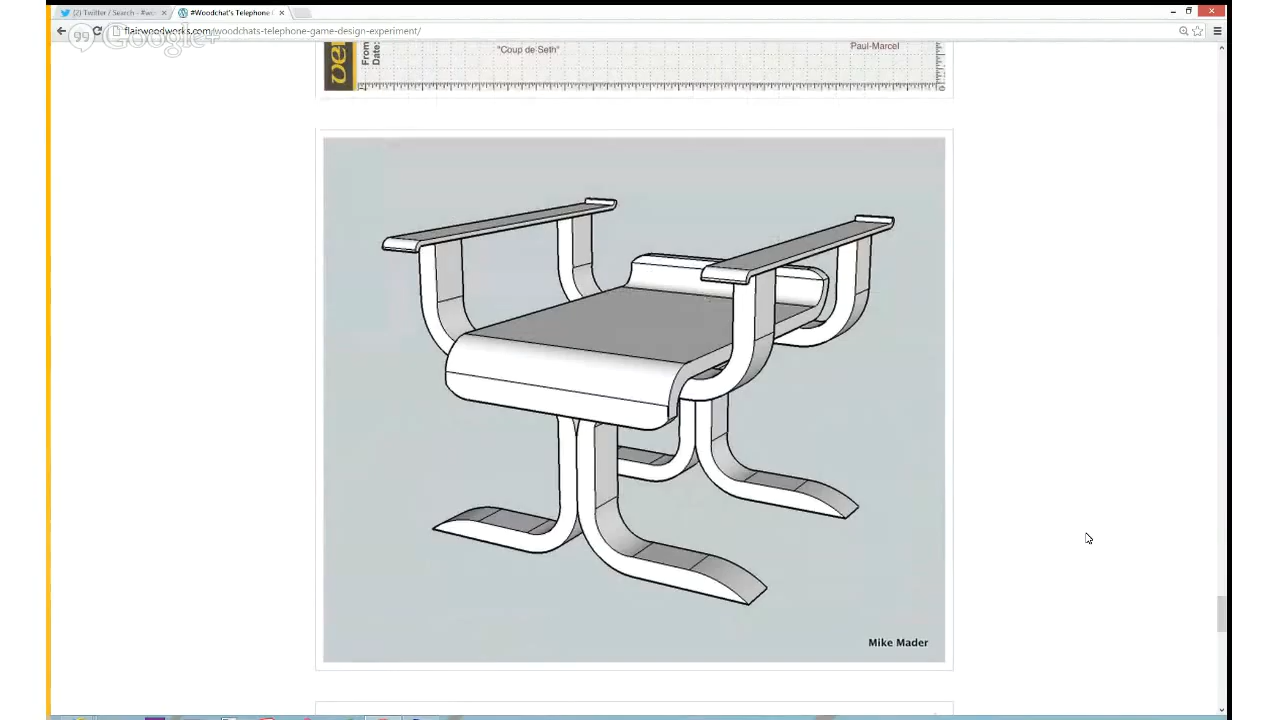 (2) Twitter / Search - #wo
#Woodchat's Telephone
Google+
flairwoodworks.com/woodchats-telephone-game-design-experiment/
From
Date:
"Coup de Seth"
Paul-Marcel
Mike Mader